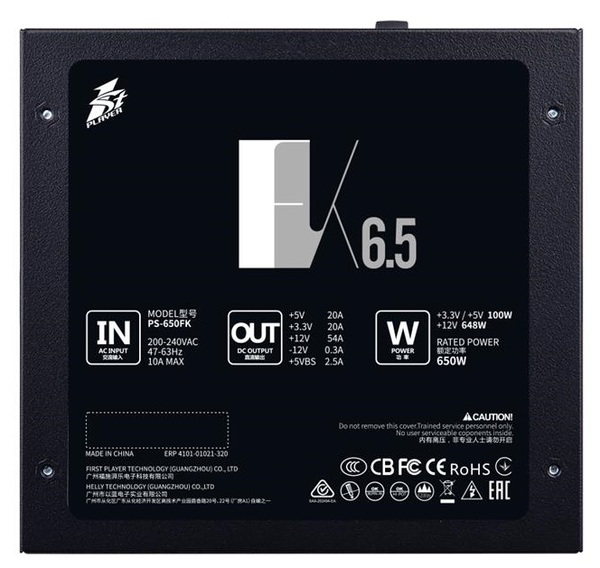 1st
PLAYER
FK 6.5
IN
AC INPUT
交流输入
MODEL型号
PS-650FK
200-240VAC
47-63Hz
10A MAX
OUT
DC OUTPUT
直流输出
+5V 20A
+3.3V 20A
+12V 54A
-12V 0.3A
+5VBS 2.5A
W
POWER
功 率
+3.3V / +5V 100W
+12V 648W
RATED POWER
额定功率
650W
CAUTION!
Do not remove this cover.Trained service personnel only.
No user serviceable coponents inside.
内有高压，非专业人士请勿开启
MADE IN CHINA ERP 4101-01021-320
FIRST PLAYER TECHNOLOGY (GUANGZHOU) CO., LTD
HELLY TECHNOLOGY (GUANGZHOU) CO., LTD
CCC CB FC CE RoHS
EAC